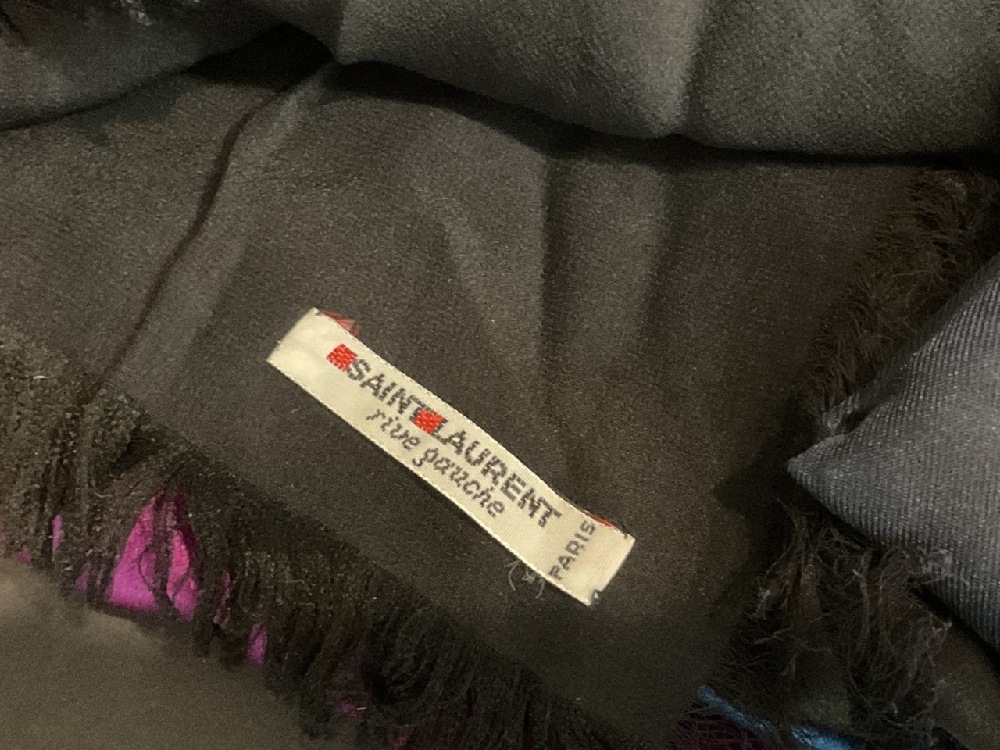 SAINT LAURENT
rive gauche
PARIS